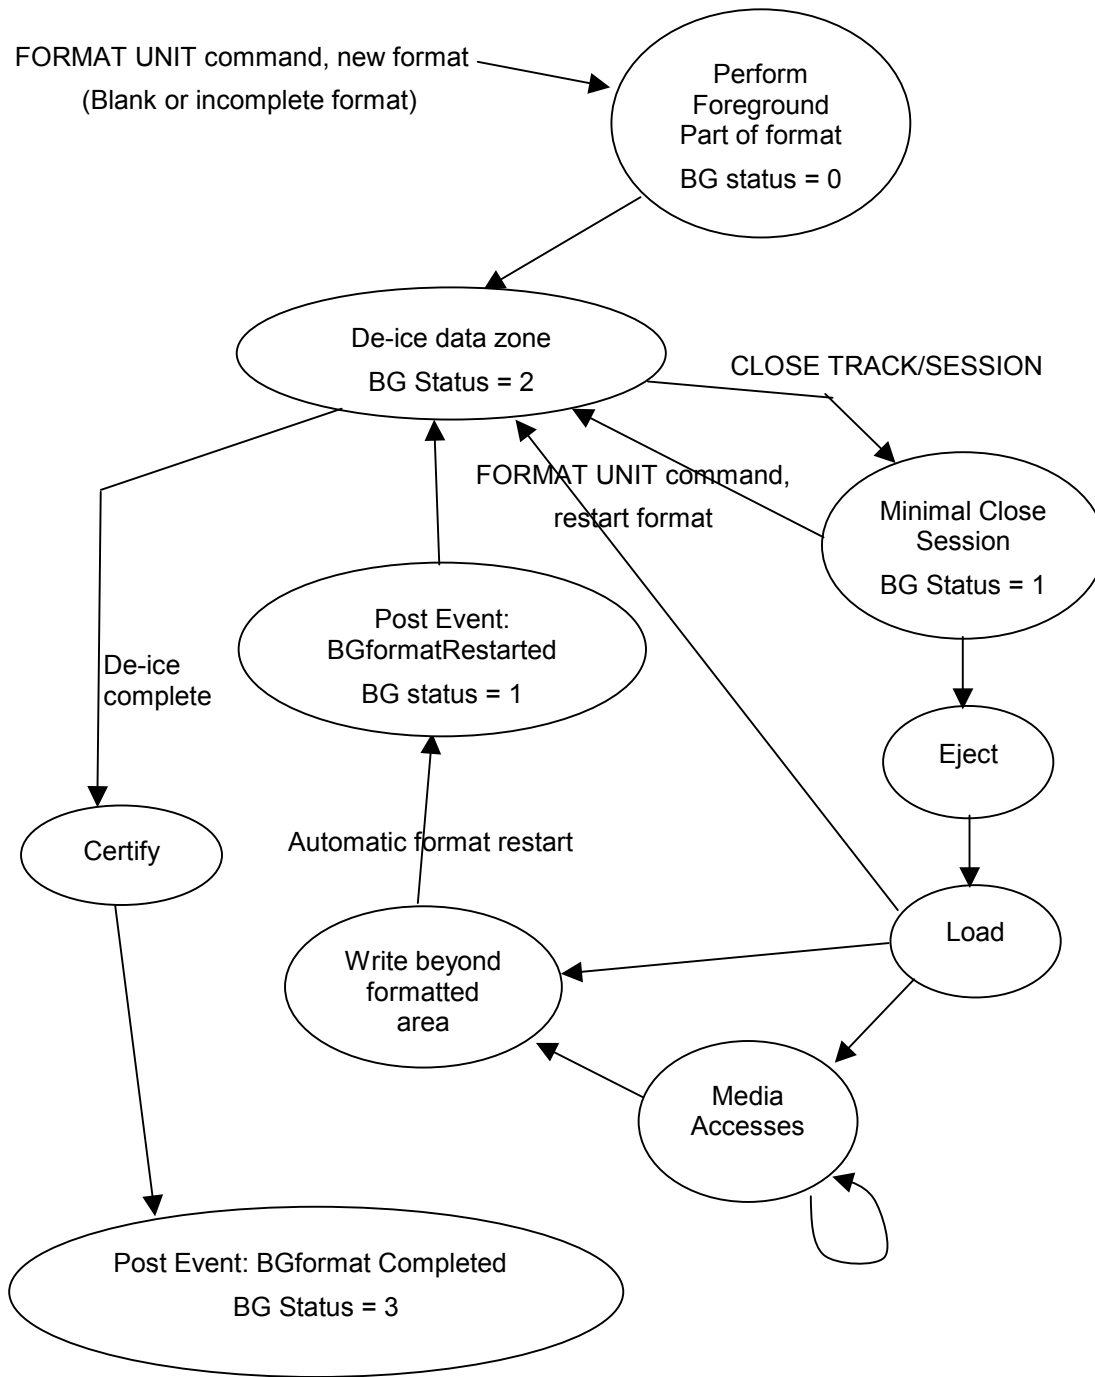 FORMAT UNIT command, new format
(Blank or incomplete format)
Perform
Foreground
Part of format
BG status = 0
De-ice data zone
BG Status = 2
CLOSE TRACK/SESSION
FORMAT UNIT command,
restart format
Minimal Close
Session
BG Status = 1
Post Event:
BGformatRestarted
BG status = 1
De-ice
complete
Eject
Certify
Automatic format restart
Load
Write beyond
formatted
area
Media
Accesses
Post Event: BGformat Completed
BG Status = 3